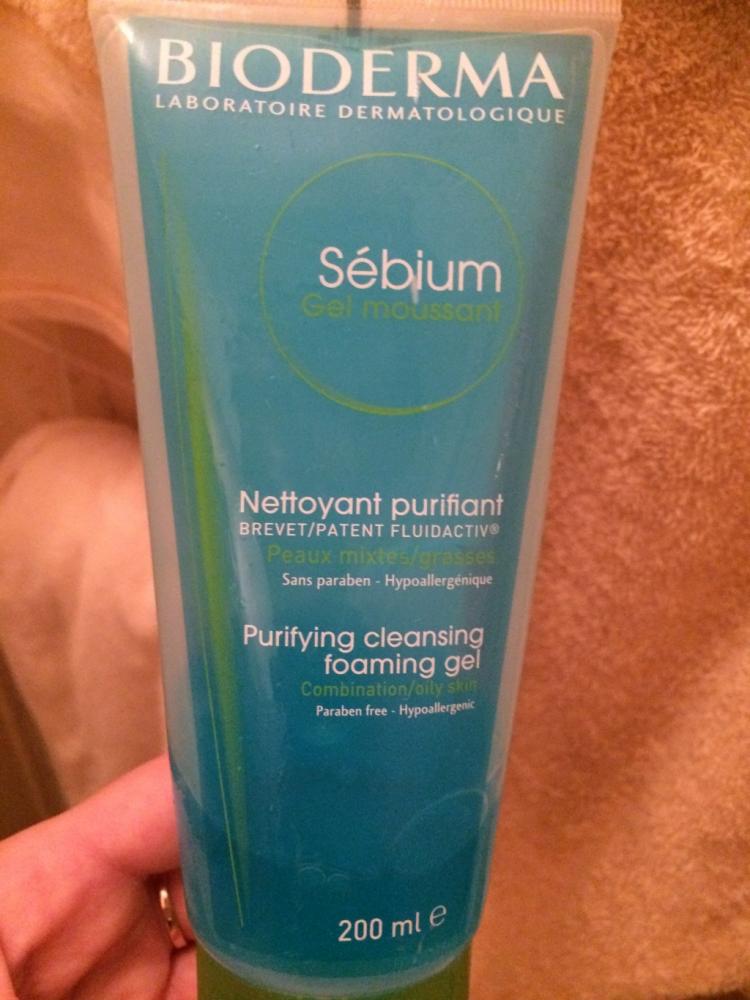 BIODERMA
LABORATOIRE DERMATOLOGIQUE
Sébium
Gel moussant
Nettoyant purifiant
BREVET/PATENT FLUIDACTIV®
Peaux mixtes/grasses
Sans paraben - Hypoallergénique
Purifying cleansing
foaming gel
Combination/oily skin
Paraben free - Hypoallergenic
200 ml ℮